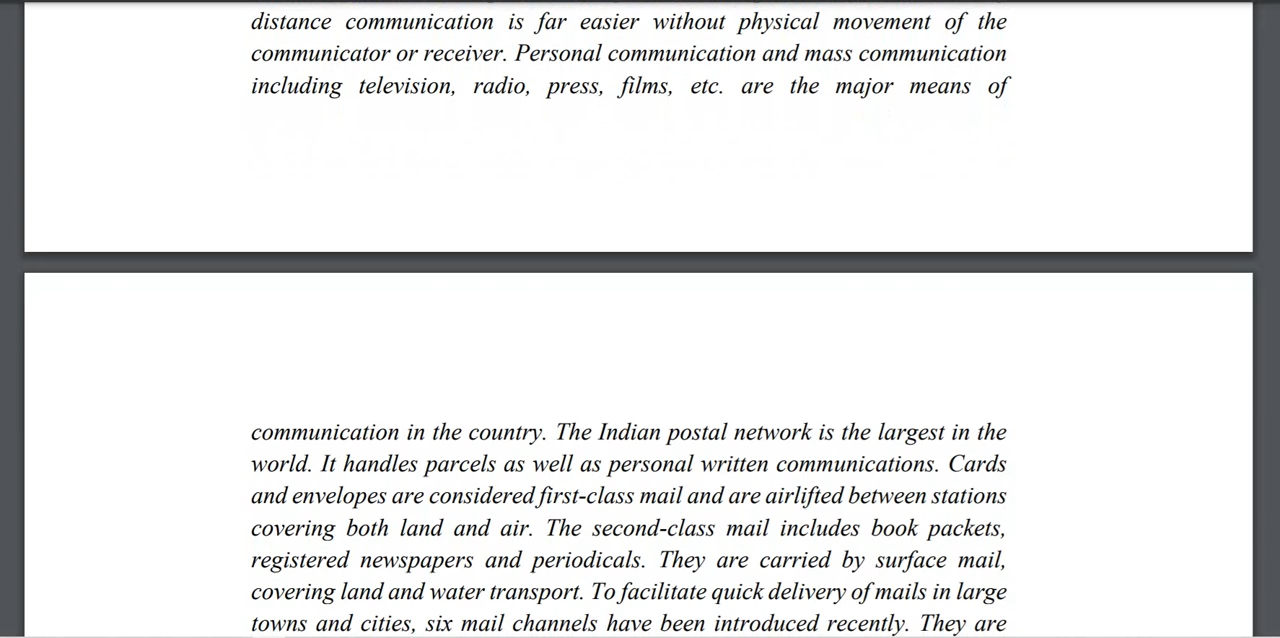 distance communication is far easier without physical movement of the
communicator or receiver. Personal communication and mass communication
including television, radio, press, films, etc. are the major means of
communication in the country. The Indian postal network is the largest in the
world. It handles parcels as well as personal written communications. Cards
and envelopes are considered first-class mail and are airlifted between stations
covering both land and air. The second-class mail includes book packets,
registered newspapers and periodicals. They are carried by surface mail,
covering land and water transport. To facilitate quick delivery of mails in large
towns and cities, six mail channels have been introduced recently. They are